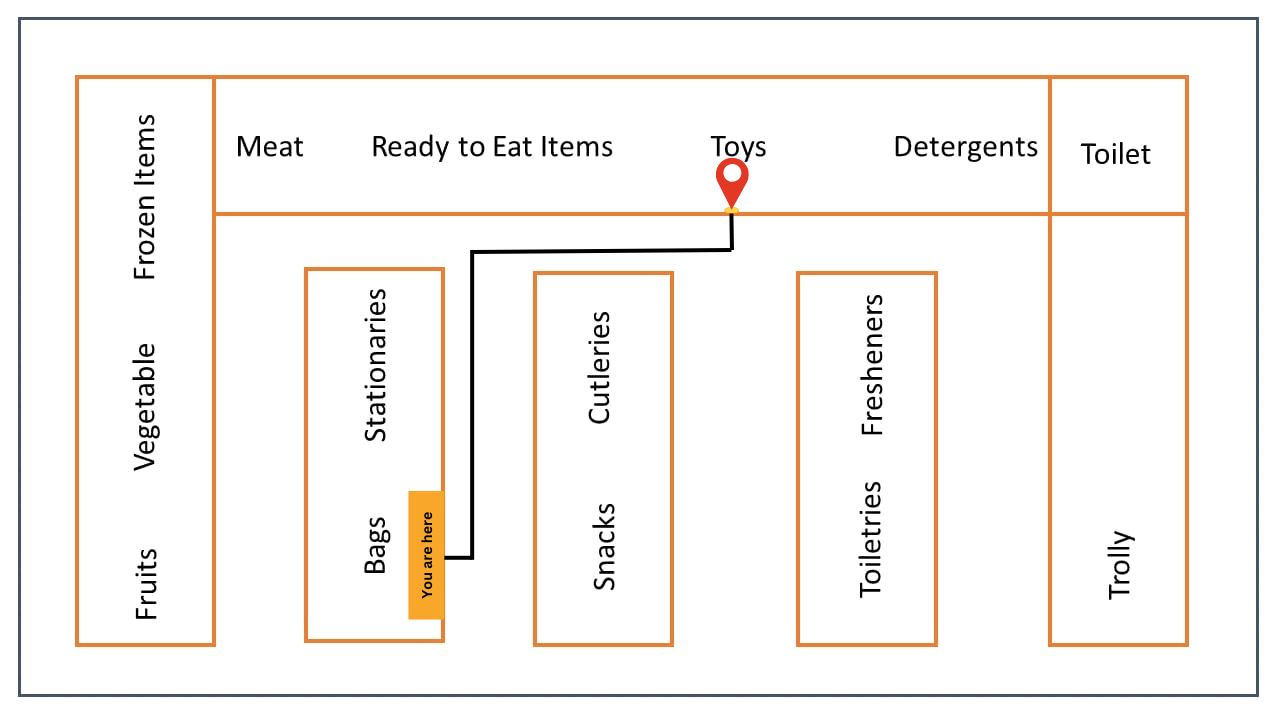 Meat
Ready to Eat Items
Toys
Detergents
Toilet
Frozen Items
Vegetable
Fruits
Stationaries
Bags
You are here
Cutleries
Snacks
Fresheners
Toiletries
Trolly